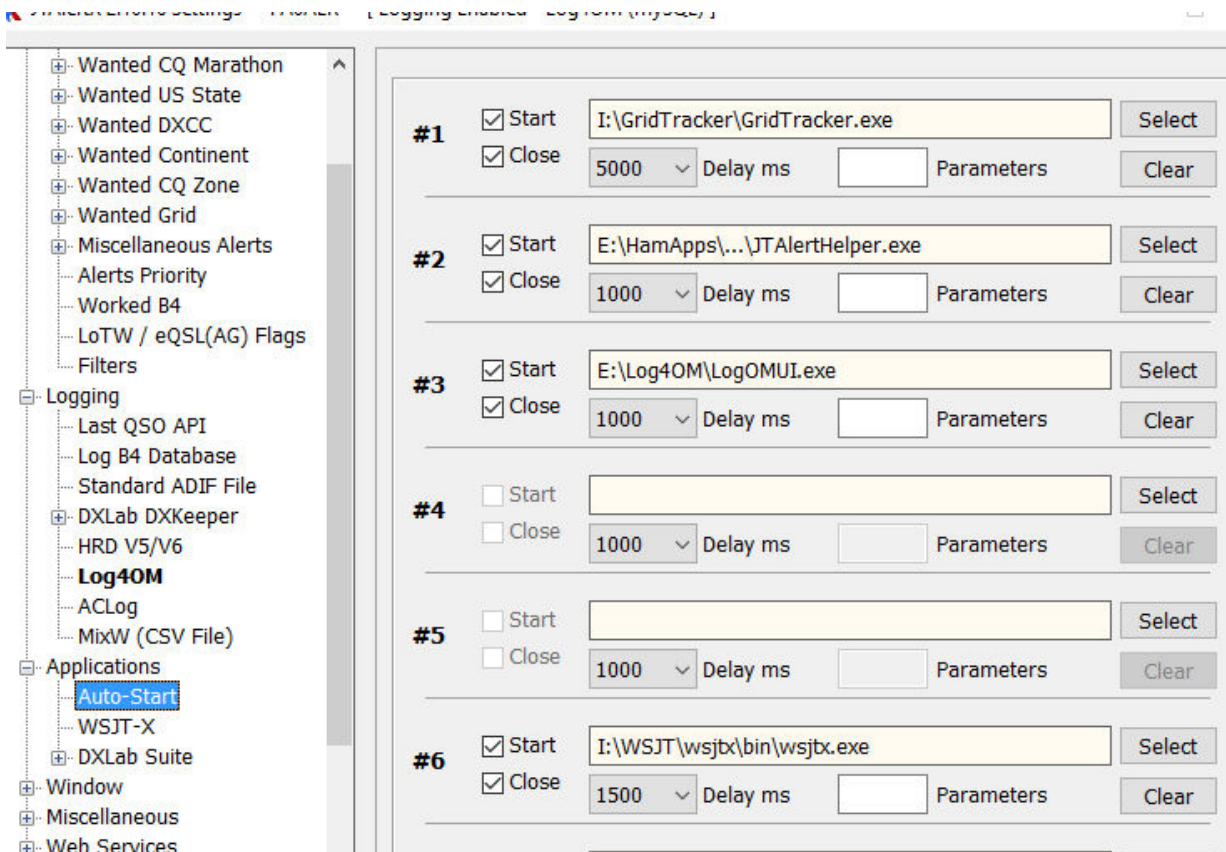 Settings
Wanted CQ Marathon
Wanted US State
Wanted DXCC
Wanted Continent
Wanted CQ Zone
Wanted Grid
Miscellaneous Alerts
Alerts Priority
Worked B4
LoTW / eQSL(AG) Flags
Filters
Logging
Last QSO API
Log B4 Database
Standard ADIF File
DXLab DXKeeper
HRD V5/V6
Log4OM
ACLog
MixW (CSV File)
Applications
Auto-Start
WSJT-X
DXLab Suite
Window
Miscellaneous
Web Services
#1
Start I:\GridTracker\GridTracker.exe Select
Close 5000 Delay ms Parameters Clear
#2
Start E:\HamApps\...\JTAlertHelper.exe Select
Close 1000 Delay ms Parameters Clear
#3
Start E:\Log4OM\LogOMUI.exe Select
Close 1000 Delay ms Parameters Clear
#4
Start Select
Close 1000 Delay ms Parameters Clear
#5
Start Select
Close 1000 Delay ms Parameters Clear
#6
Start I:\WSJT\wsjtx\bin\wsjtx.exe Select
Close 1500 Delay ms Parameters Clear